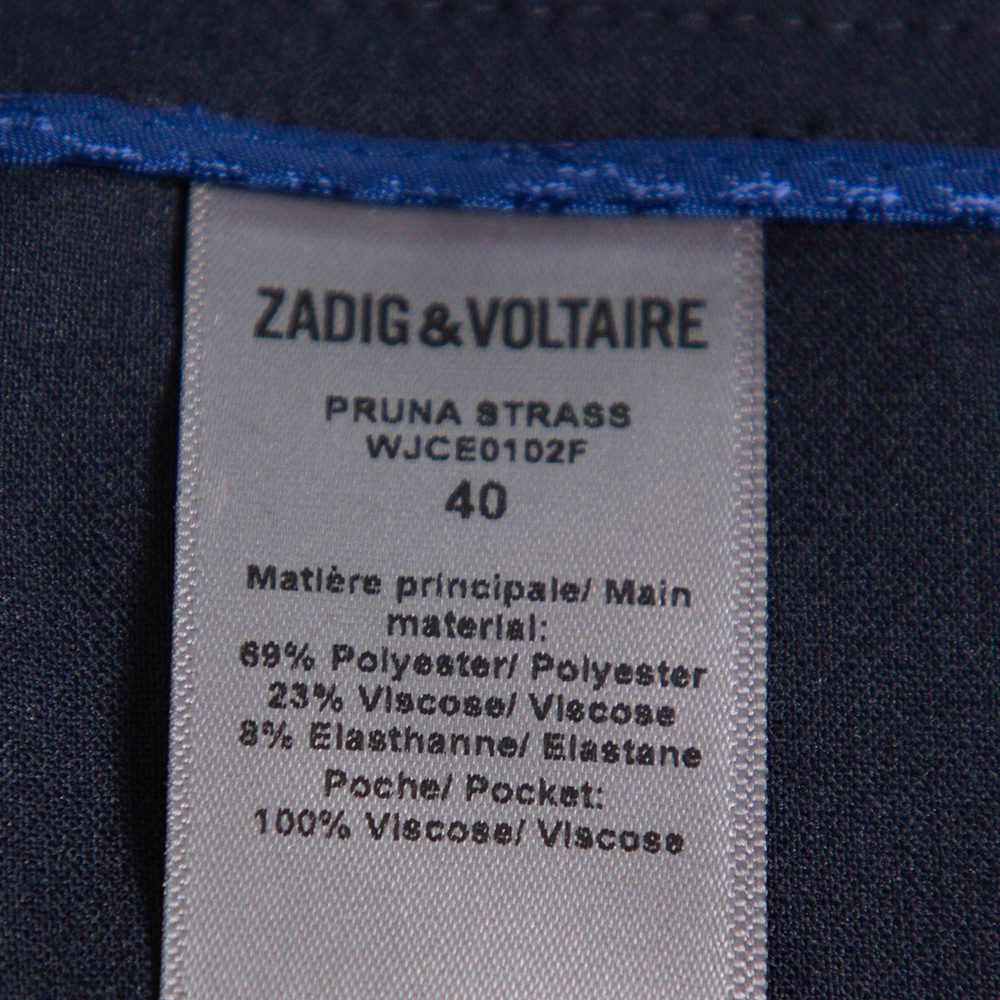 ZADIG & VOLTAIRE
PRUNA STRASS
WJCE0102F
40
Matière principale/ Main
material:
69% Polyester/ Polyester
23% Viscose/ Viscose
8% Elasthanne/ Elastane
Poche/ Pocket:
100% Viscose/ Viscose